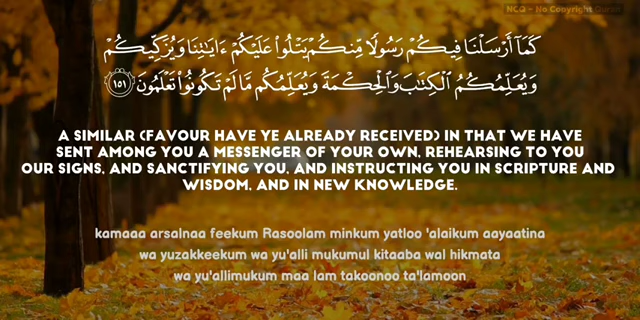 NCQ - No Copyright Quran
كَمَآ أَرْسَلْنَا فِيكُمْ رَسُولًا مِّنكُمْ يَتْلُوا۟ عَلَيْكُمْ ءَايَـٰتِنَا وَيُزَكِّيكُمْ
وَيُعَلِّمُكُمُ ٱلْكِتَـٰبَ وَٱلْحِكْمَةَ وَيُعَلِّمُكُم مَّا لَمْ تَكُونُوا۟ تَعْلَمُونَ ١٥١
A SIMILAR (FAVOUR HAVE YE ALREADY RECEIVED) IN THAT WE HAVE
SENT AMONG YOU A MESSENGER OF YOUR OWN, REHEARSING TO YOU
OUR SIGNS, AND SANCTIFYING YOU, AND INSTRUCTING YOU IN SCRIPTURE AND
WISDOM, AND IN NEW KNOWLEDGE.
kamaaa arsalnaa feekum Rasoolam minkum yatloo 'alaikum aayaatina
wa yuzakkeekum wa yu'alli mukumul kitaaba wal hikmata
wa yu'allimukum maa lam takoonoo ta'lamoon